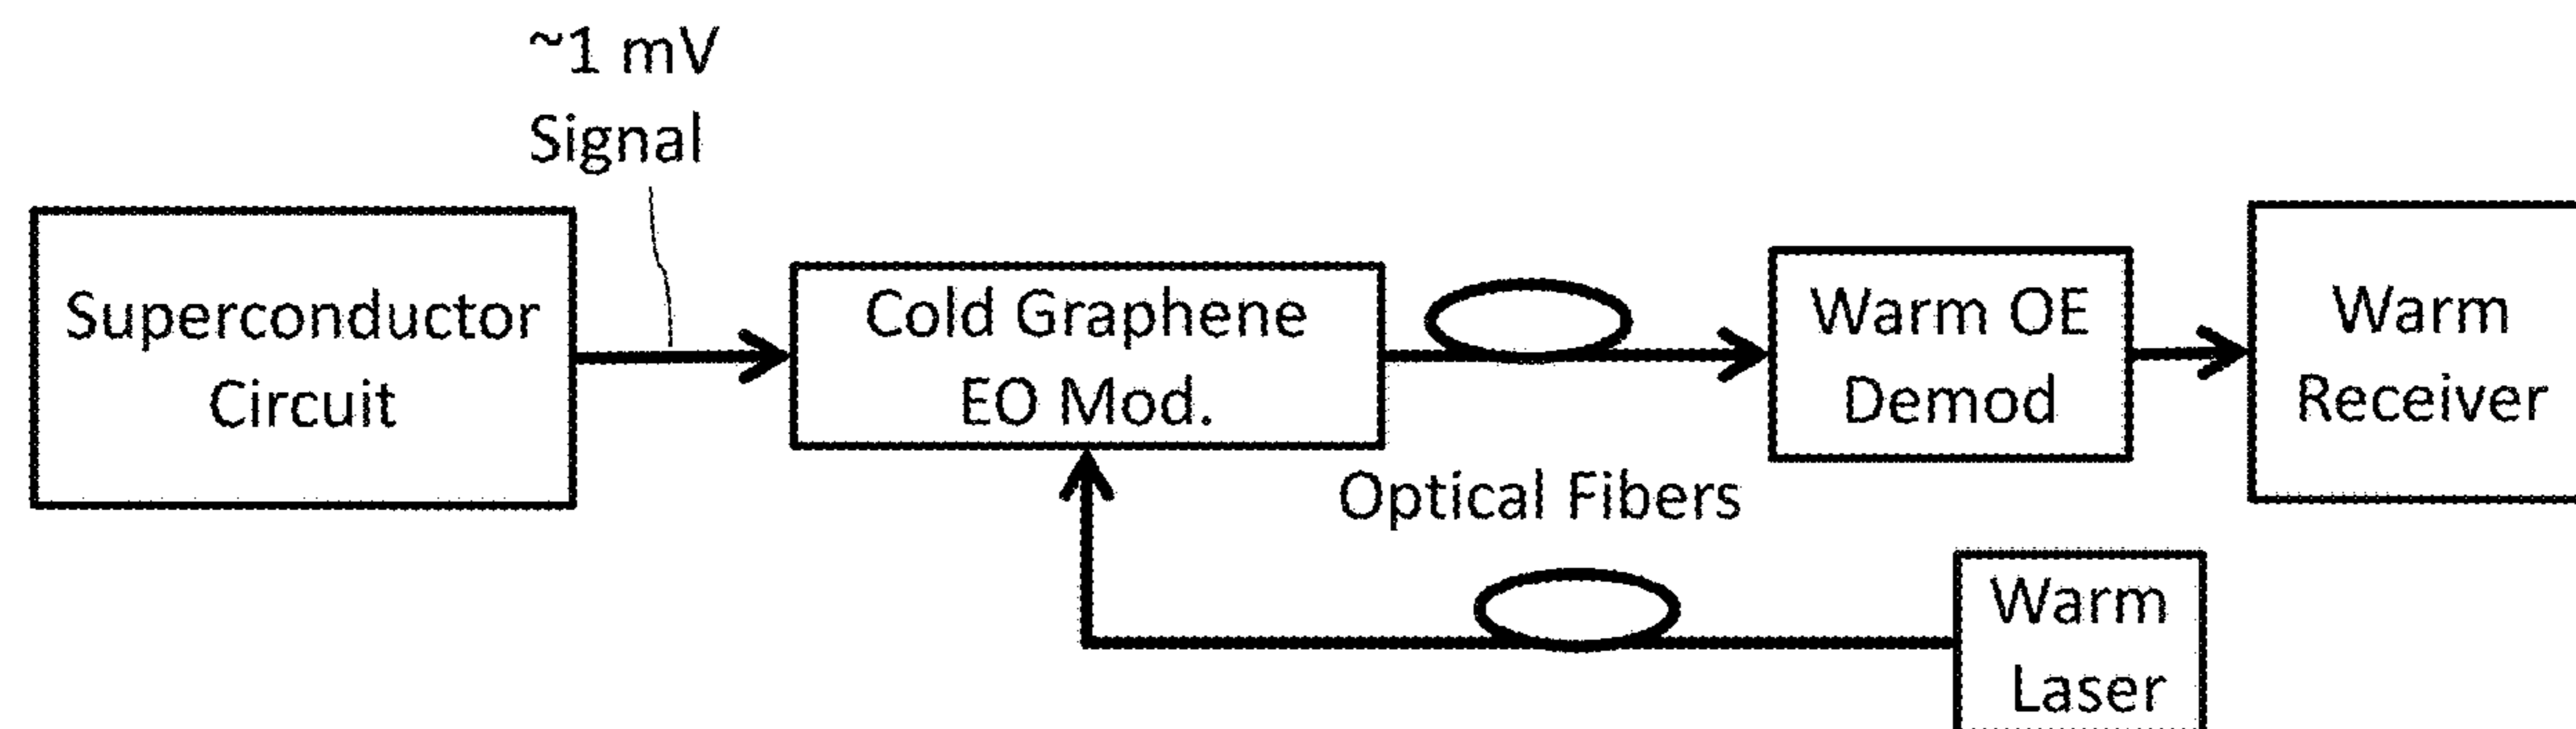 ~1 mV
Signal
Superconductor
Circuit
Cold Graphene
EO Mod.
Warm OE
Demod
Warm
Receiver
Optical Fibers
Warm
Laser